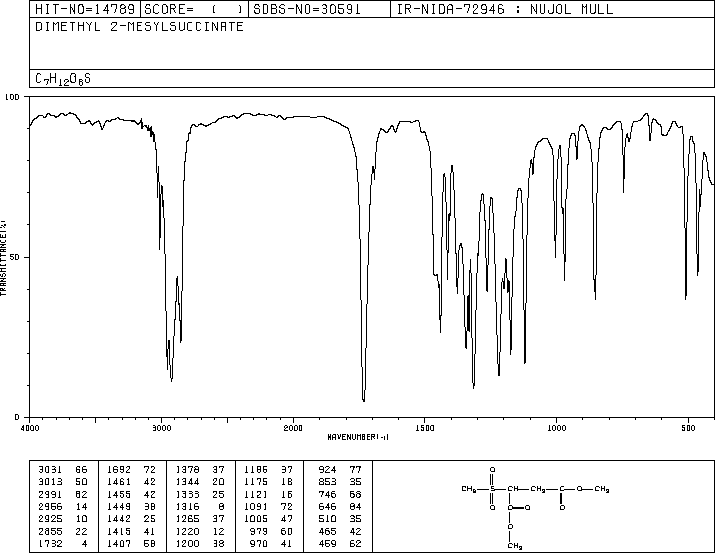 HIT-NO=14789 SCORE= ( ) SDBS-NO=30591 IR-NIDA-72946 : NUJOL MULL
DIMETHYL 2-MESYLSUCCINATE
C₇H₁₂O₆S
100
50
0
TRANSMITTANCE(%)
4000 3000 2000 1500 1000 500
WAVENUMBER(-1)
3031 66 1692 72 1378 37 1186 37 924 77
3013 50 1461 42 1344 20 1175 18 853 35
2991 1455 42 1333 25 1121 16 746 68
2956 14 1449 38 1316 8 1091 72 646 84
2925 10 1442 25 1265 37 1005 47 510 35
2855 22 1415 41 1220 12 979 60 465 42
1732 4 1407 1200 38 970 41 459 62
O
CH₃ S CH CH₂ C O CH₃
O C O O
O
CH₃